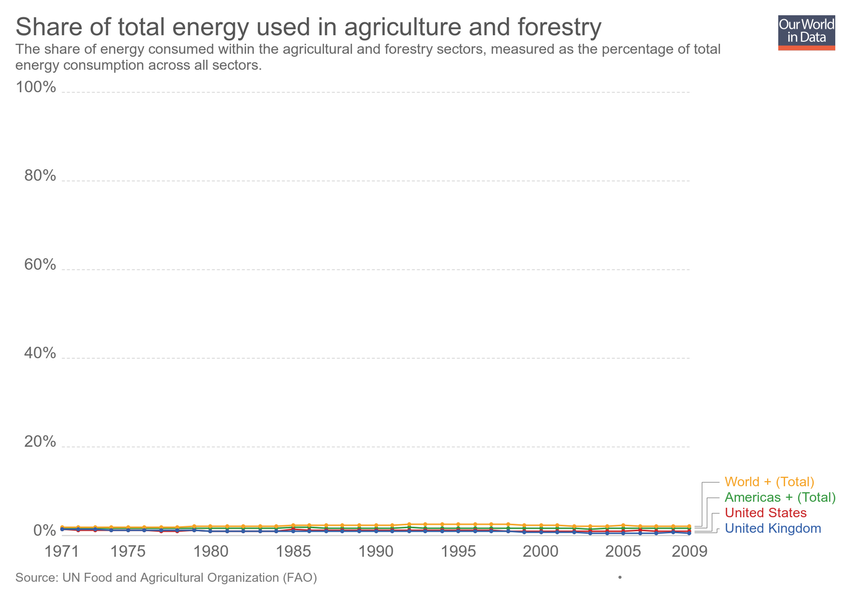 Share of total energy used in agriculture and forestry
Our World
in Data
The share of energy consumed within the agricultural and forestry sectors, measured as the percentage of total
energy consumption across all sectors.
100%
80%
60%
40%
20%
0%
World + (Total)
Americas + (Total)
United States
United Kingdom
1971 1975 1980 1985 1990 1995 2000 2005 2009
Source: UN Food and Agricultural Organization (FAO) •